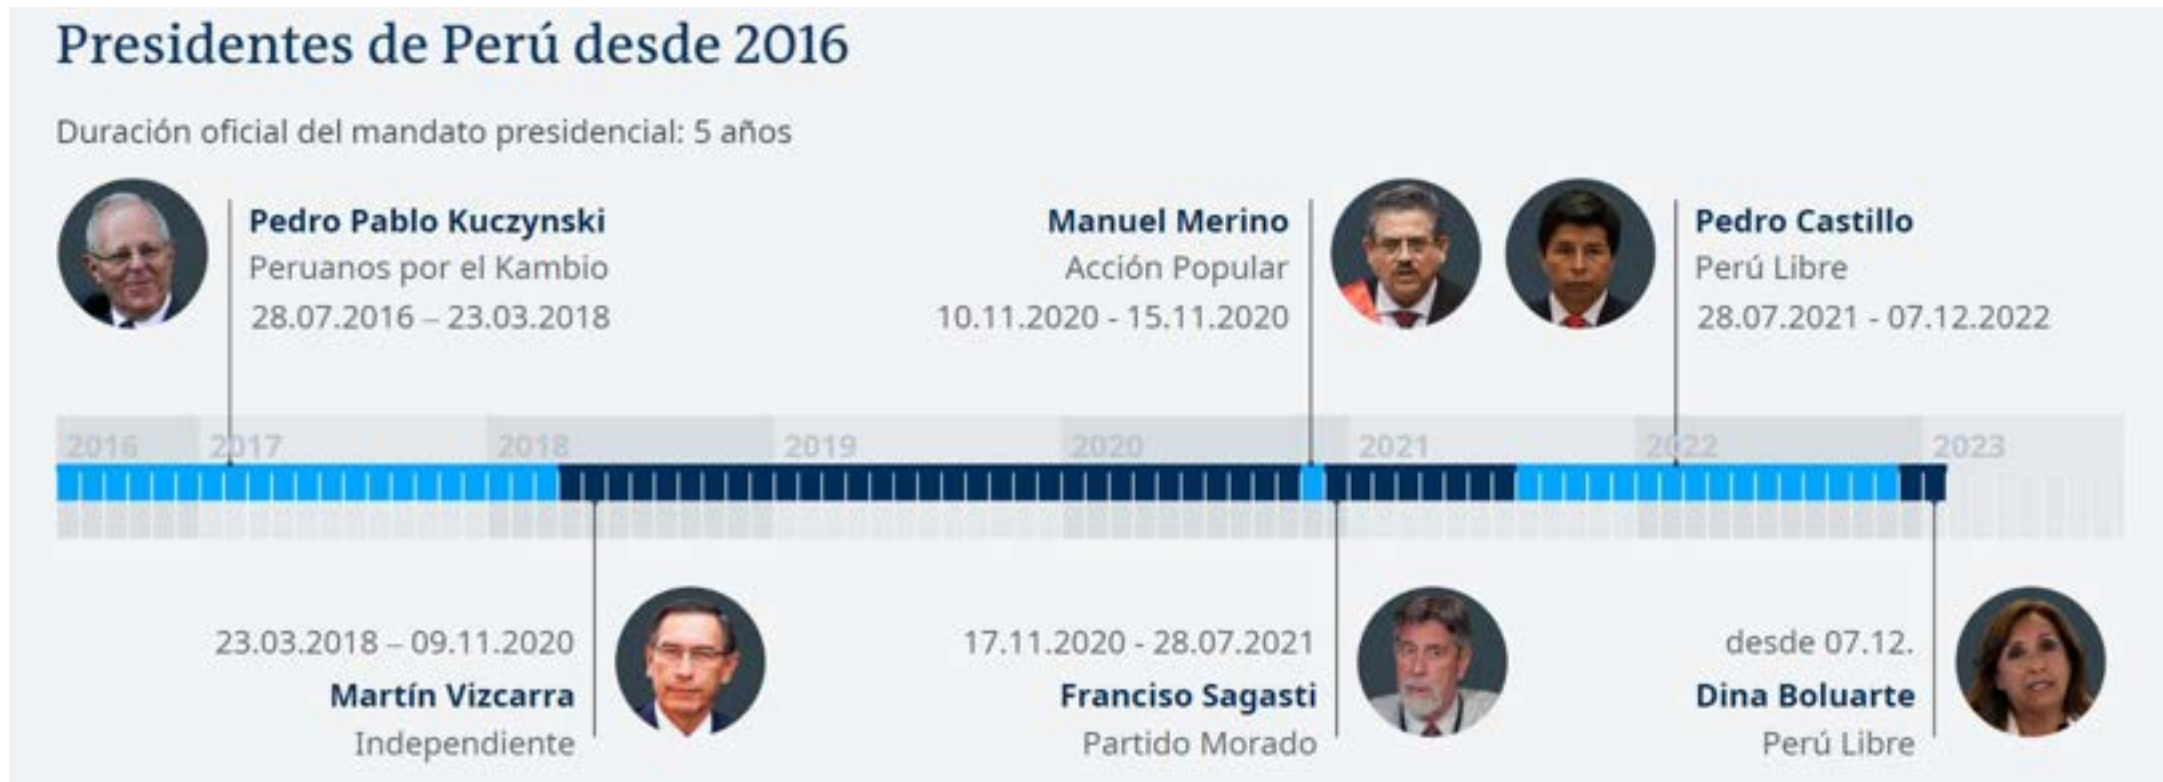 Presidentes de Perú desde 2016
Duración oficial del mandato presidencial: 5 años
Pedro Pablo Kuczynski
Peruanos por el Kambio
28.07.2016 – 23.03.2018
Manuel Merino
Acción Popular
10.11.2020 - 15.11.2020
Pedro Castillo
Perú Libre
28.07.2021 - 07.12.2022
2016 2017 2018 2019 2020 2021 2022 2023
23.03.2018 – 09.11.2020
Martín Vizcarra
Independiente
17.11.2020 - 28.07.2021
Franciso Sagasti
Partido Morado
desde 07.12.
Dina Boluarte
Perú Libre